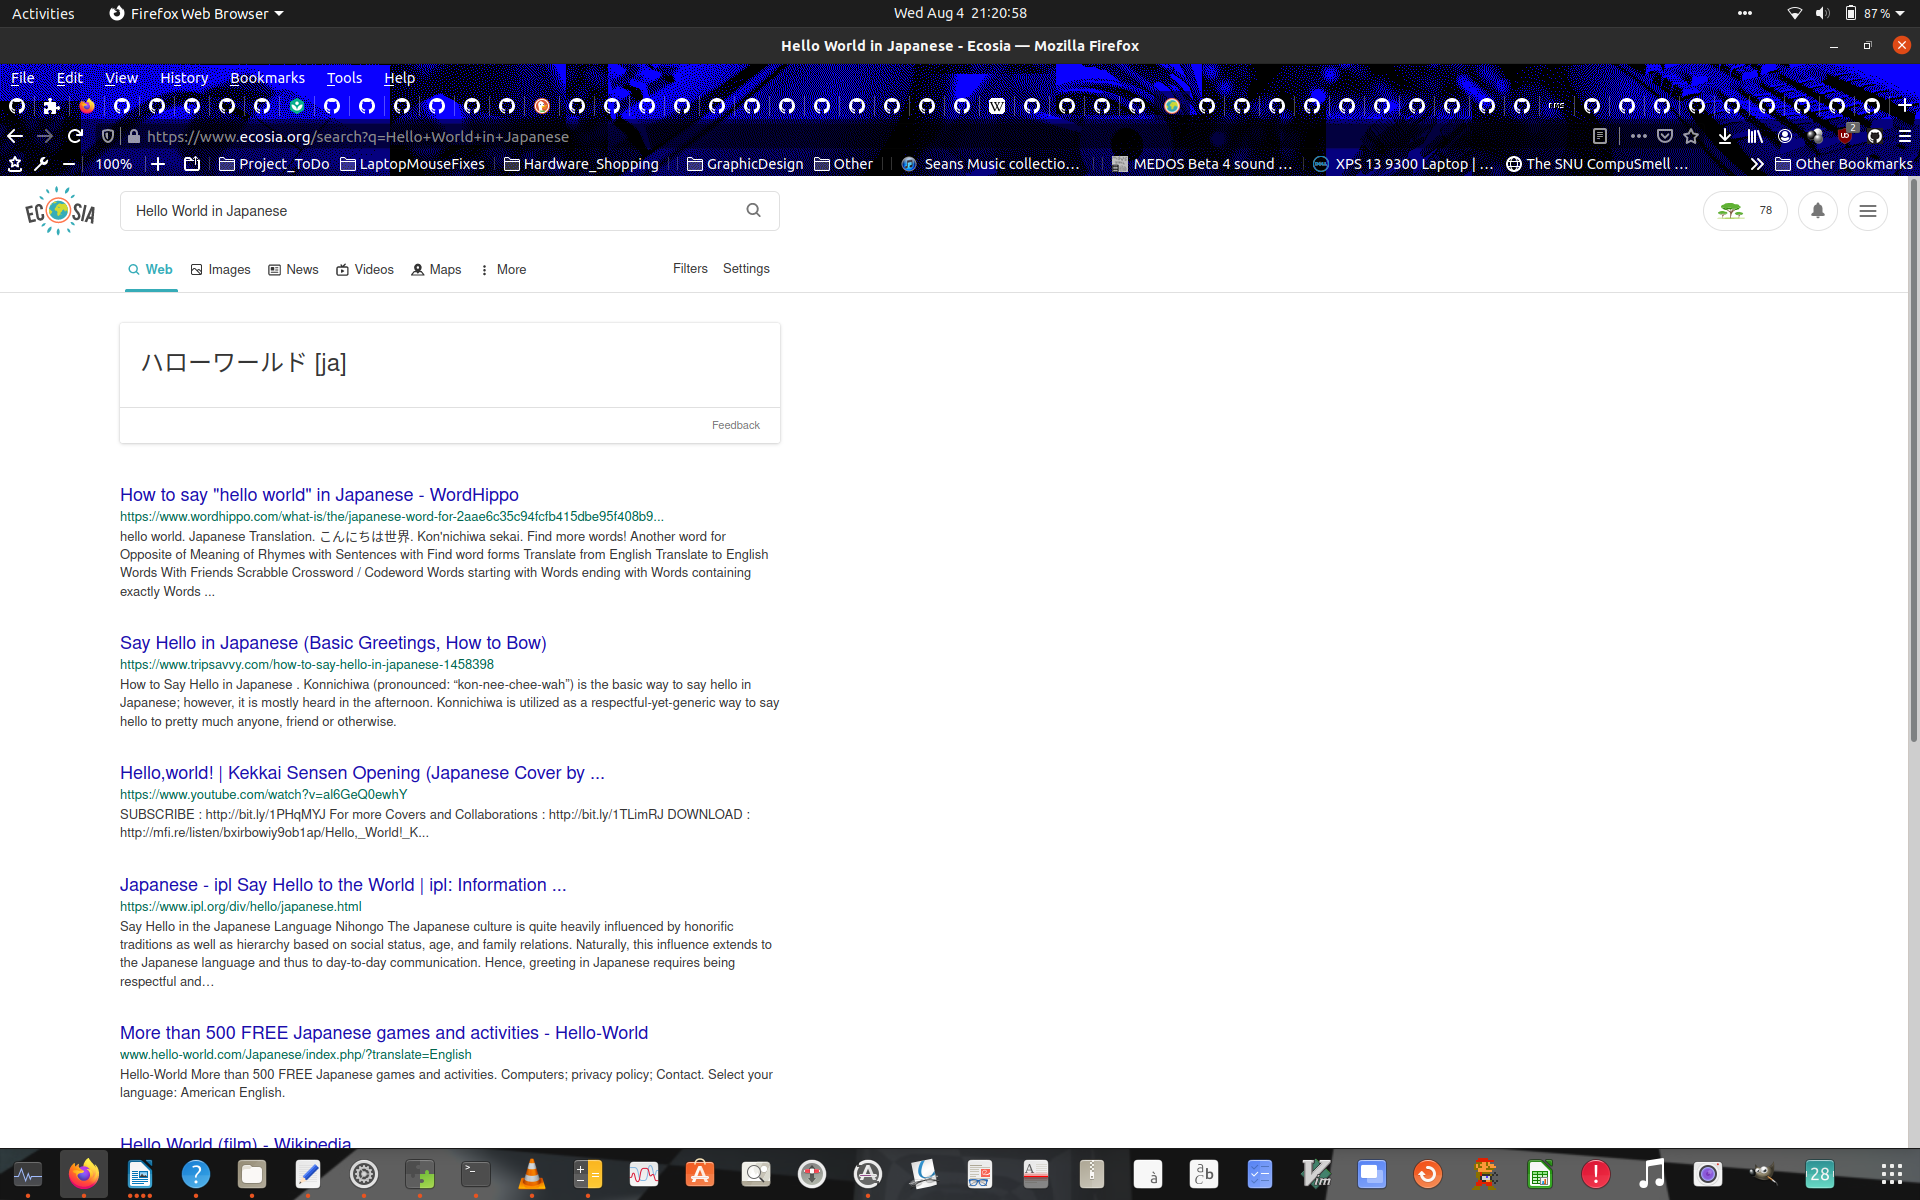 Activities
Firefox Web Browser
Wed Aug 4 21:20:58
87 %
Hello World in Japanese - Ecosia — Mozilla Firefox
File Edit View History Bookmarks Tools Help
https://www.ecosia.org/search?q=Hello+World+in+Japanese
2
100%
Project_ToDo
LaptopMouseFixes
Hardware_Shopping
GraphicDesign
Other
Seans Music collectio…
MEDOS Beta 4 sound …
XPS 13 9300 Laptop | …
The SNU CompuSmell …
Other Bookmarks
ECOSIA
Hello World in Japanese
78
Web Images News Videos Maps More
Filters Settings
ハローワールド [ja]
Feedback
How to say "hello world" in Japanese - WordHippo
https://www.wordhippo.com/what-is/the/japanese-word-for-2aae6c35c94fcfb415dbe95f408b9...
hello world. Japanese Translation. こんにちは世界. Kon'nichiwa sekai. Find more words! Another word for
Opposite of Meaning of Rhymes with Sentences with Find word forms Translate from English Translate to English
Words With Friends Scrabble Crossword / Codeword Words starting with Words ending with Words containing
exactly Words ...
Say Hello in Japanese (Basic Greetings, How to Bow)
https://www.tripsavvy.com/how-to-say-hello-in-japanese-1458398
How to Say Hello in Japanese . Konnichiwa (pronounced: “kon-nee-chee-wah”) is the basic way to say hello in
Japanese; however, it is mostly heard in the afternoon. Konnichiwa is utilized as a respectful-yet-generic way to say
hello to pretty much anyone, friend or otherwise.
Hello,world! | Kekkai Sensen Opening (Japanese Cover by ...
https://www.youtube.com/watch?v=al6GeQ0ewhY
SUBSCRIBE : http://bit.ly/1PHqMYJ For more Covers and Collaborations : http://bit.ly/1TLimRJ DOWNLOAD :
http://mfi.re/listen/bxirbowiy9ob1ap/Hello,_World!_K...
Japanese - ipl Say Hello to the World | ipl: Information ...
https://www.ipl.org/div/hello/japanese.html
Say Hello in the Japanese Language Nihongo The Japanese culture is quite heavily influenced by honorific
traditions as well as hierarchy based on social status, age, and family relations. Naturally, this influence extends to
the Japanese language and thus to day-to-day communication. Hence, greeting in Japanese requires being
respectful and…
More than 500 FREE Japanese games and activities - Hello-World
www.hello-world.com/Japanese/index.php/?translate=English
Hello-World More than 500 FREE Japanese games and activities. Computers; privacy policy; Contact. Select your
language: American English.
Hello World (film) - Wikipedia
28